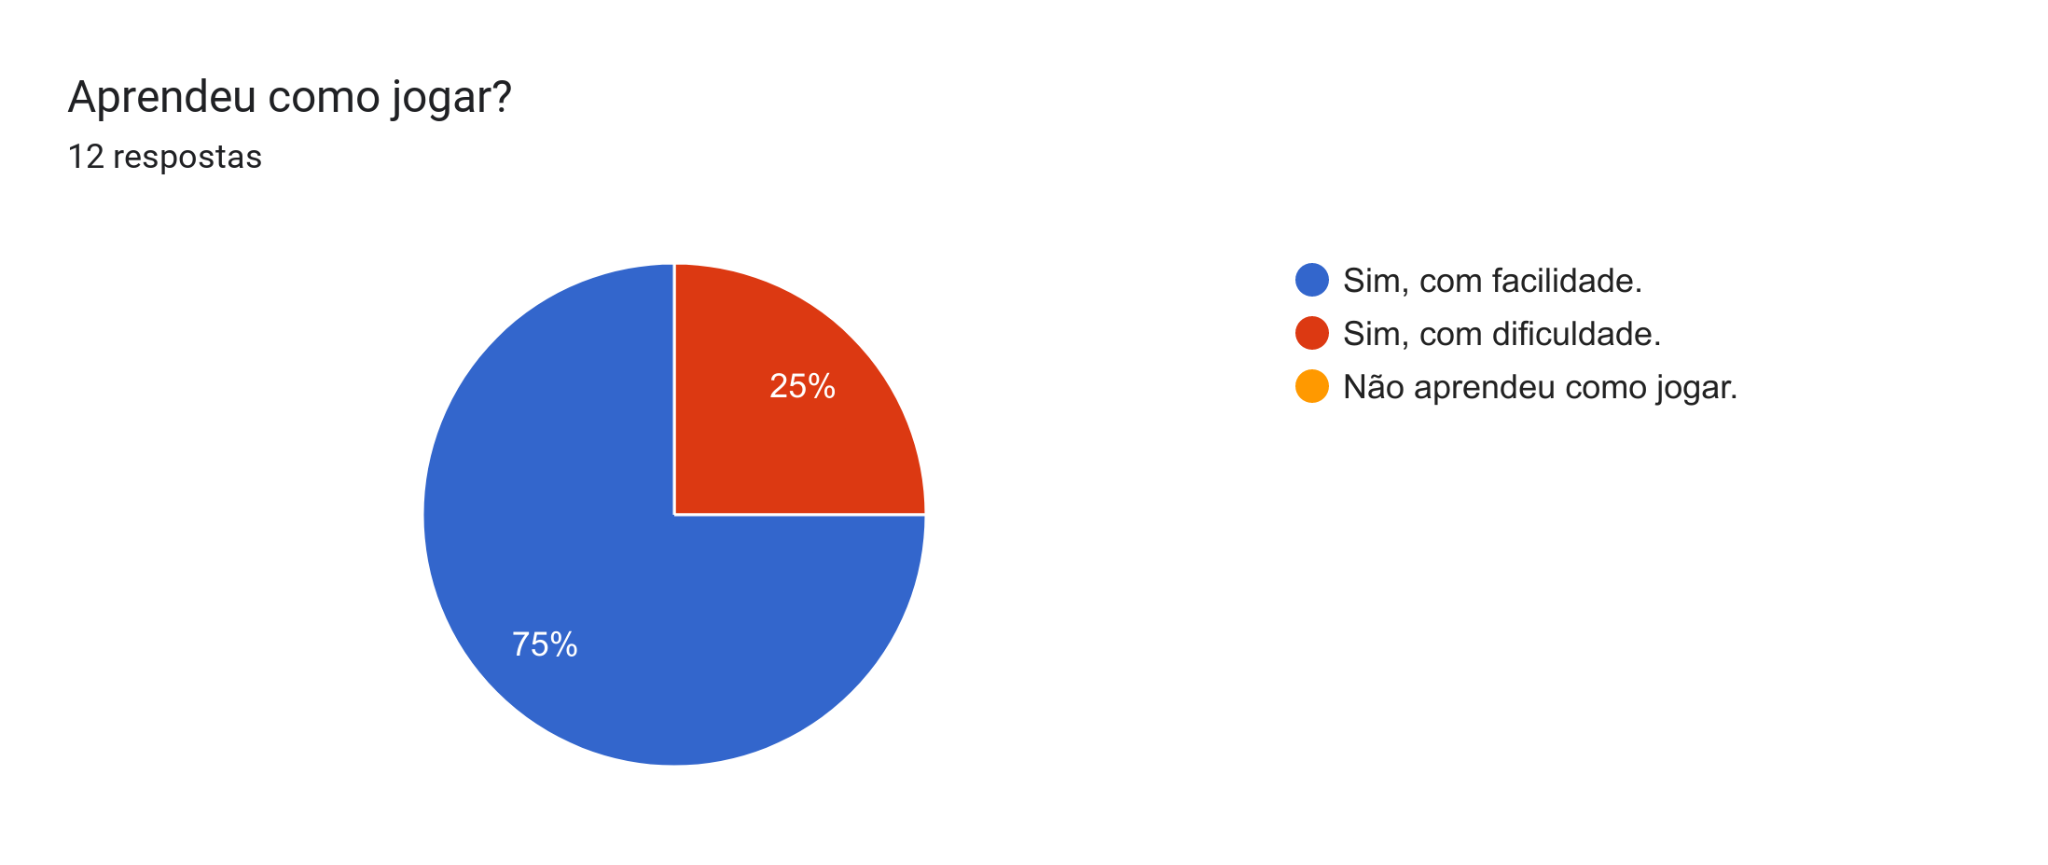 Aprendeu como jogar?
12 respostas
Sim, com facilidade.
Sim, com dificuldade.
Não aprendeu como jogar.
25%
75%